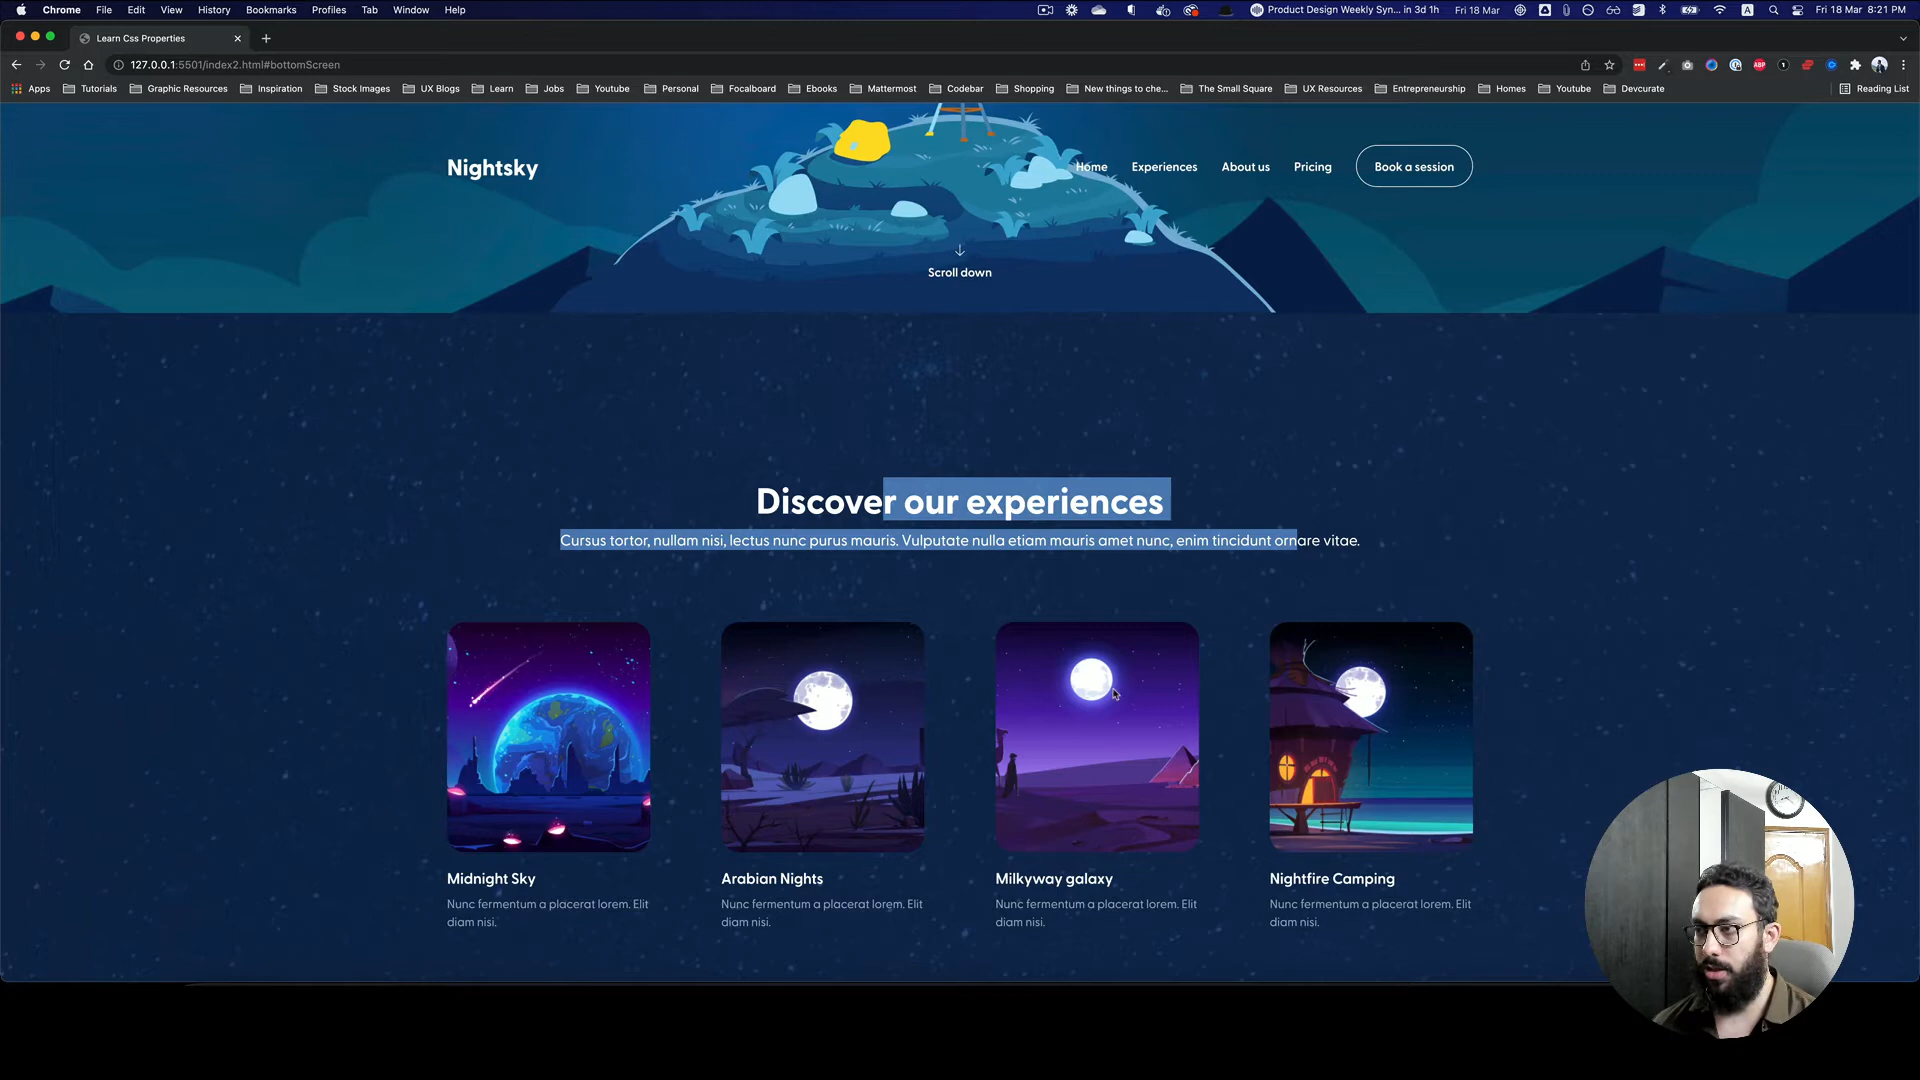 Chrome File Edit View History Bookmarks Profiles Tab Window Help Product Design Weekly Syn... in 3d 1h Fri 18 Mar A Fri 18 Mar 8:21 PM
Learn Css Properties
127.0.0.1:5501/index2.html#bottomScreen
Apps Tutorials Graphic Resources Inspiration Stock Images UX Blogs Learn Jobs Youtube Personal Focalboard Ebooks Mattermost Codebar Shopping New things to che... The Small Square UX Resources Entrepreneurship Homes Youtube Devcurate Reading List
Nightsky Home Experiences About us Pricing Book a session
Scroll down
Discover our experiences
Cursus tortor, nullam nisi, lectus nunc purus mauris. Vulputate nulla etiam mauris amet nunc, enim tincidunt ornare vitae.
Midnight Sky
Nunc fermentum a placerat lorem. Elit
diam nisi.
Arabian Nights
Nunc fermentum a placerat lorem. Elit
diam nisi.
Milkyway galaxy
Nunc fermentum a placerat lorem. Elit
diam nisi.
Nightfire Camping
Nunc fermentum a placerat lorem. Elit
diam nisi.